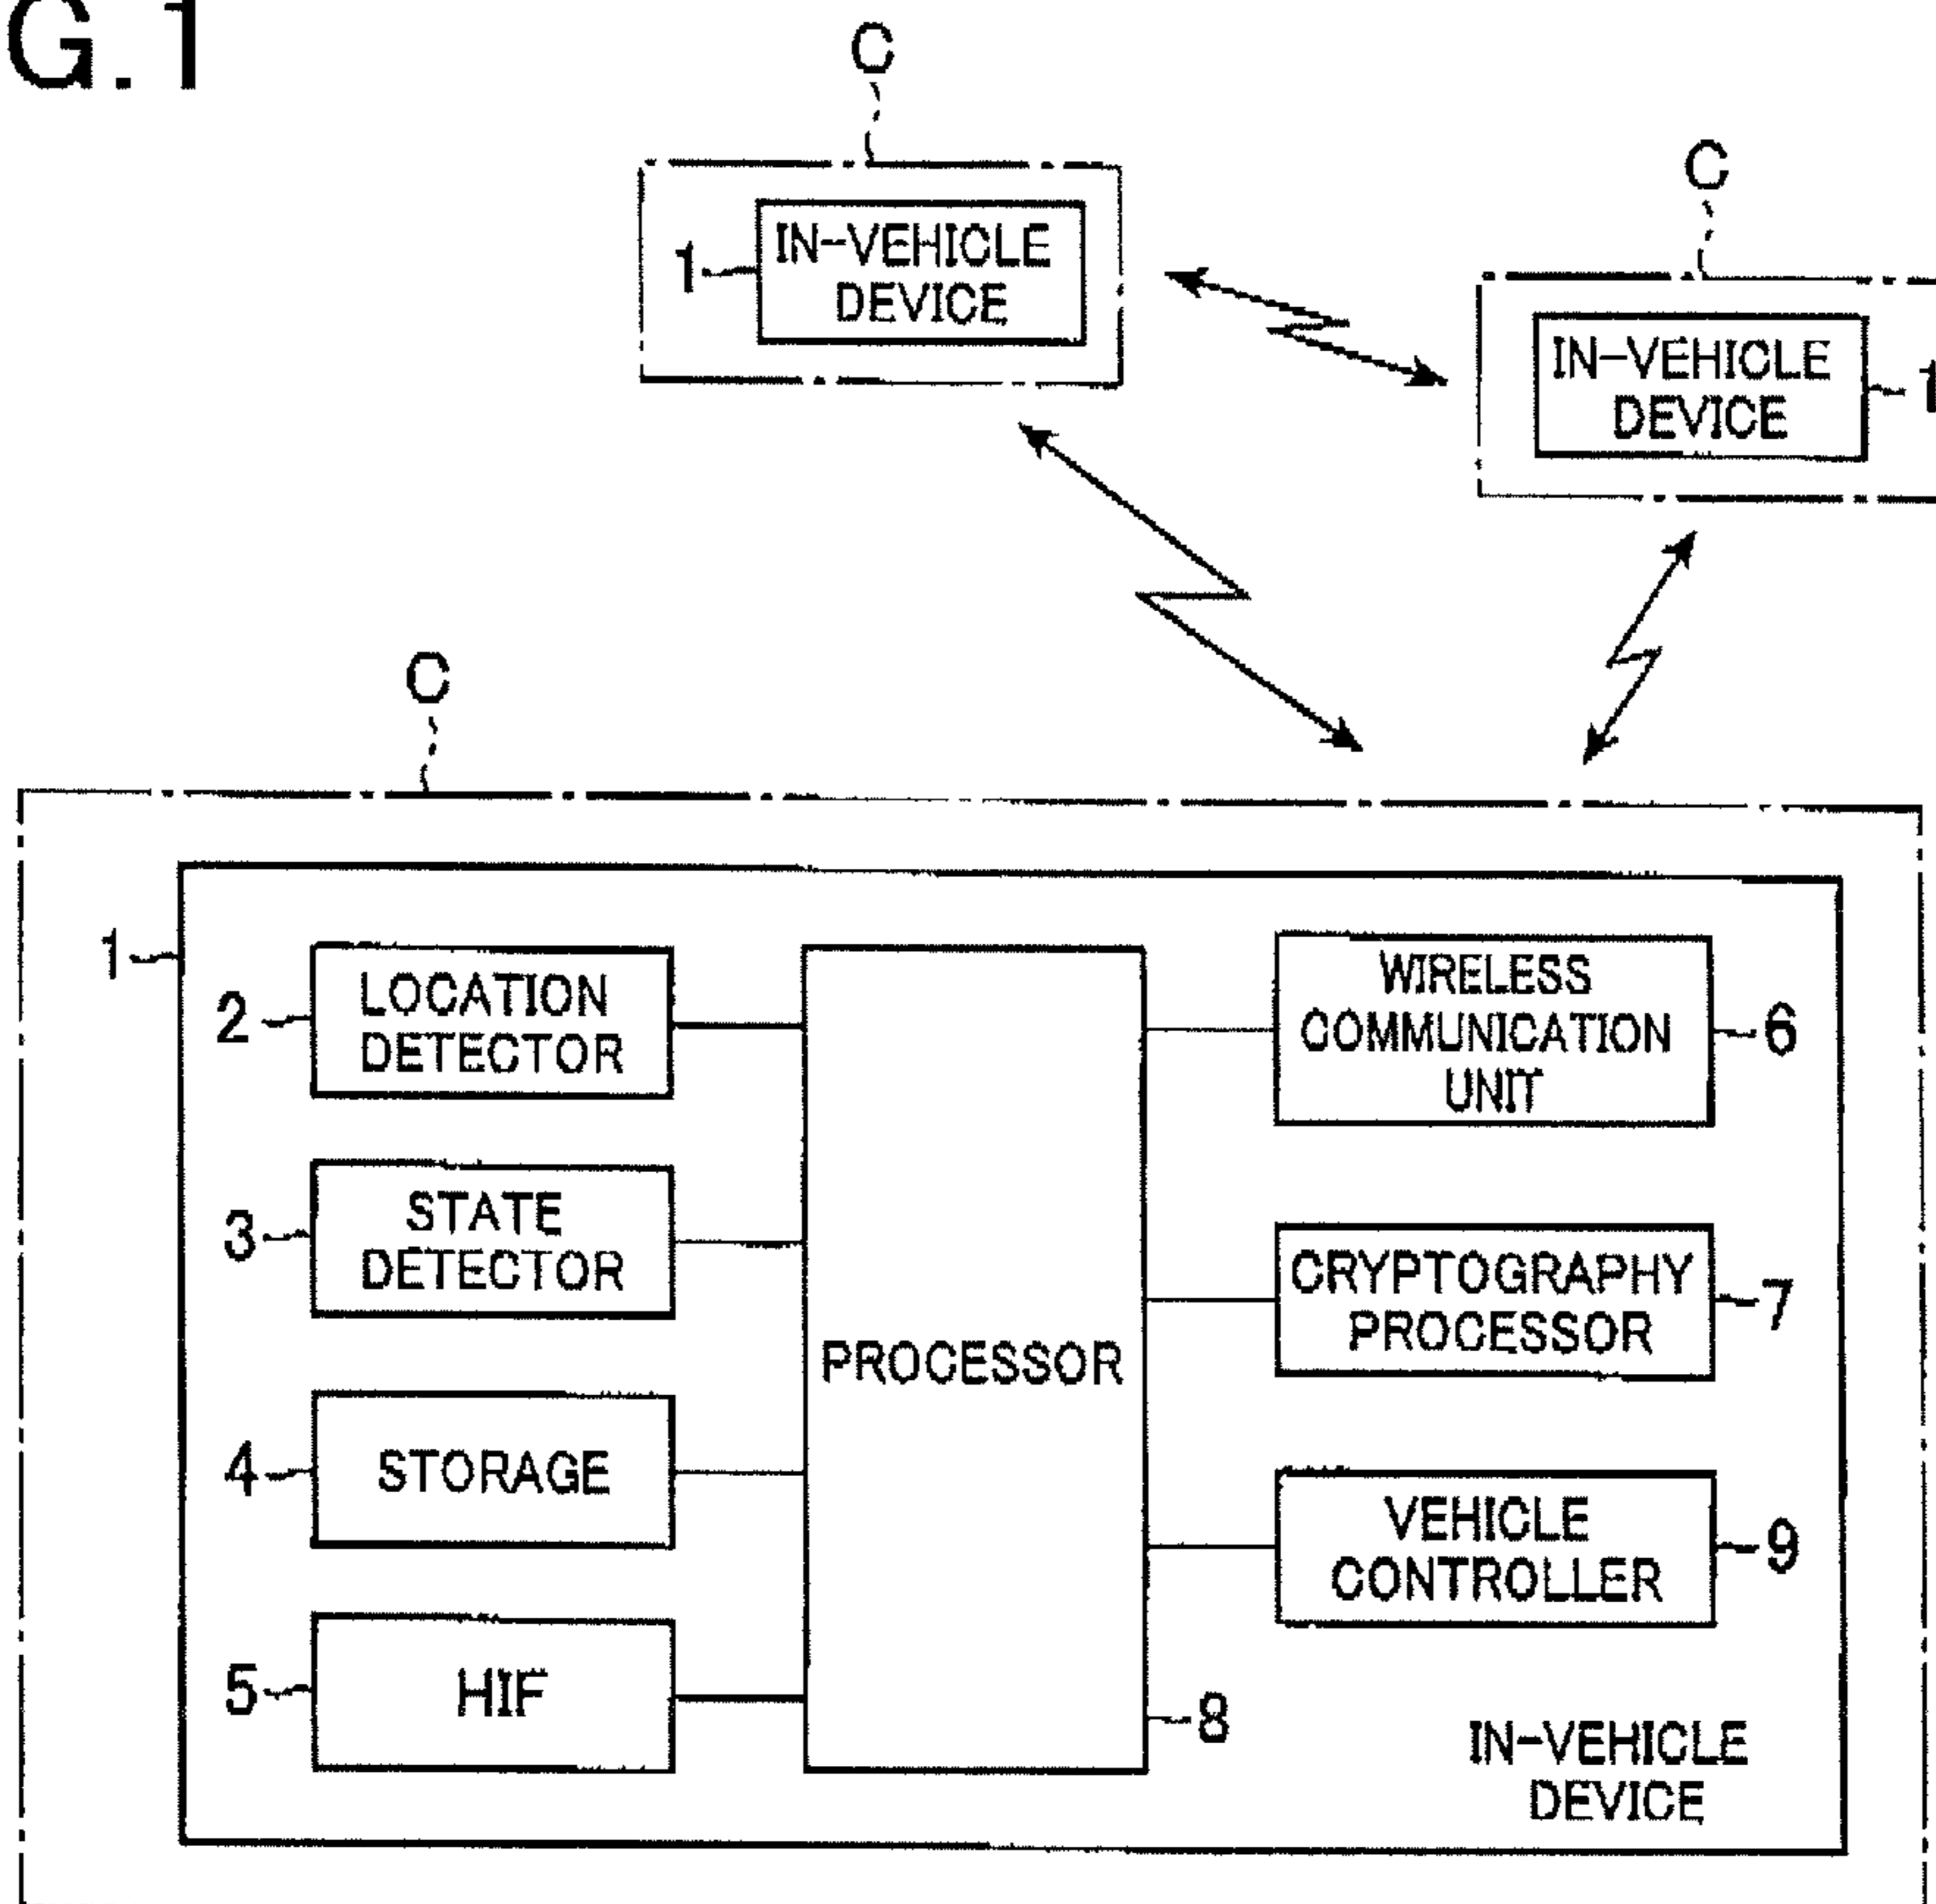 G.1
C
C
1
IN-VEHICLE
DEVICE
IN-VEHICLE
DEVICE
1
C
1
2
LOCATION
DETECTOR
3
STATE
DETECTOR
4
STORAGE
5
HIF
PROCESSOR
8
WIRELESS
COMMUNICATION
UNIT
6
CRYPTOGRAPHY
PROCESSOR
7
VEHICLE
CONTROLLER
9
IN-VEHICLE
DEVICE